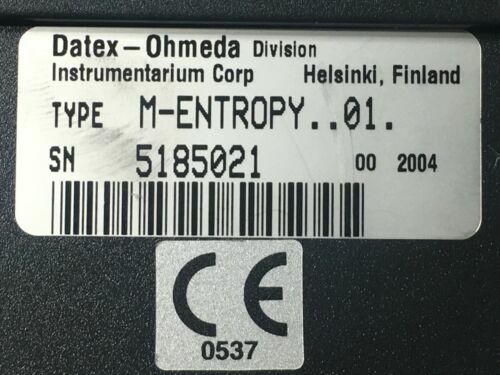 Datex-Ohmeda Division
Instrumentarium Corp Helsinki, Finland
TYPE M-ENTROPY..01.
SN 5185021 00 2004
CE
0537